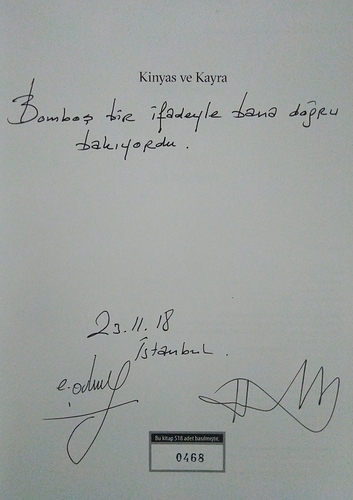 Kinyas ve Kayra
Bomboş bir ifadeyle bana doğru
bakıyordu.
23.11.18
İstanbul.
Bu kitap 518 adet basılmıştır.
0468